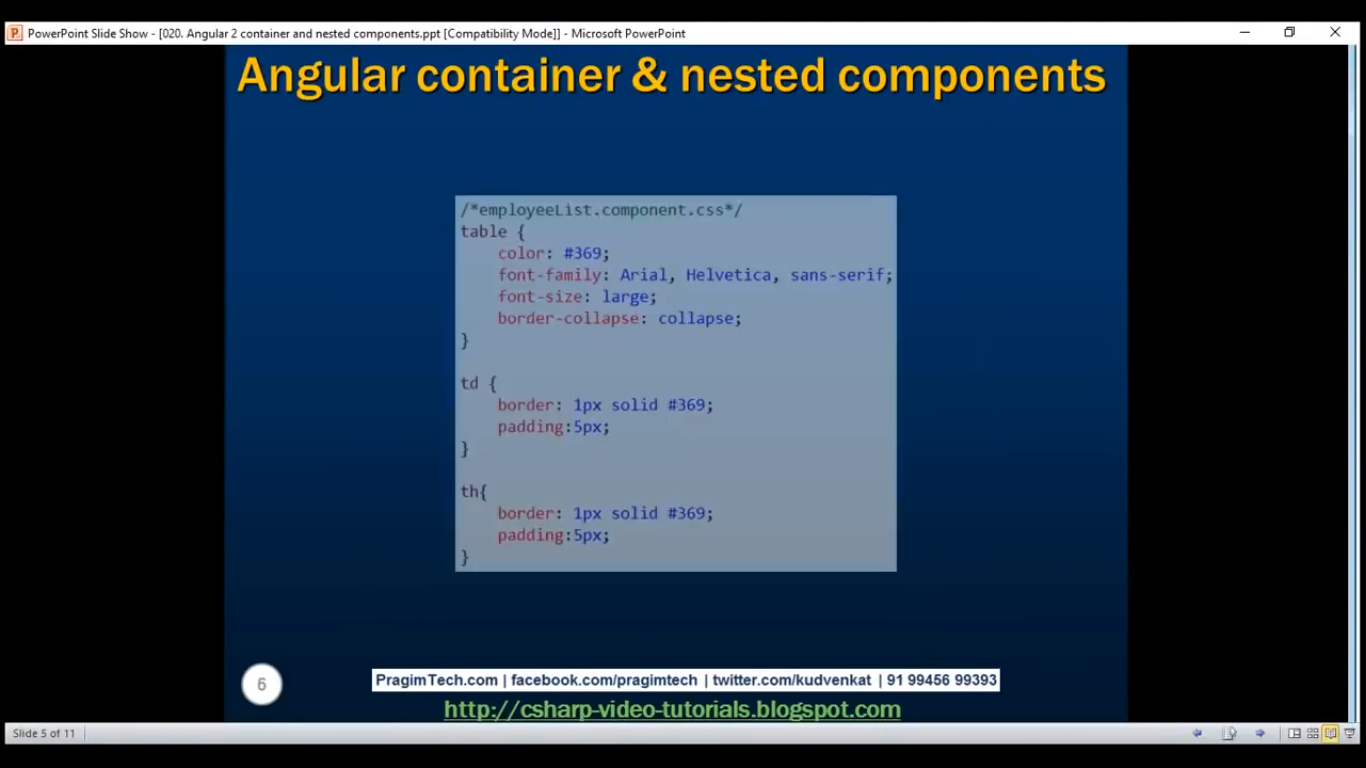 PowerPoint Slide Show - [020. Angular 2 container and nested components.ppt [Compatibility Mode]] - Microsoft PowerPoint
Angular container & nested components
/*employeeList.component.css*/
table {
    color: #369;
    font-family: Arial, Helvetica, sans-serif;
    font-size: large;
    border-collapse: collapse;
}
td {
    border: 1px solid #369;
    padding:5px;
}
th{
    border: 1px solid #369;
    padding:5px;
}
6
PragimTech.com | facebook.com/pragimtech | twitter.com/kudvenkat | 91 99456 99393
http://csharp-video-tutorials.blogspot.com
Slide 5 of 11